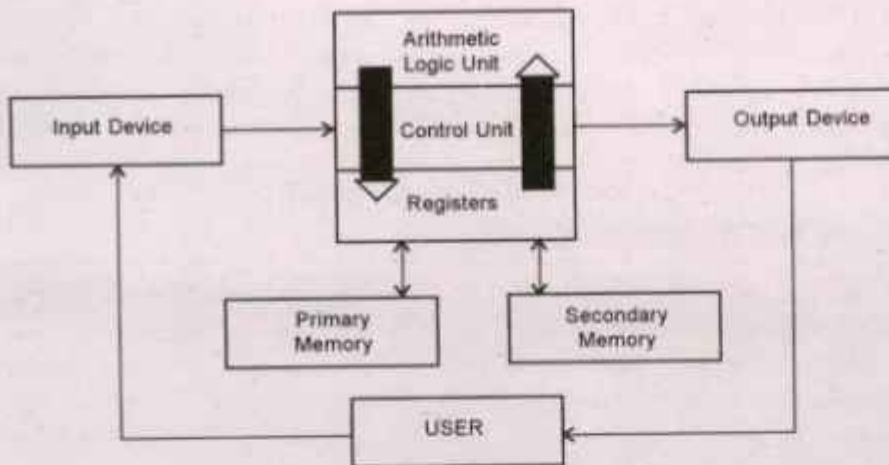 Arithmetic
Logic Unit
Input Device
Control Unit
Output Device
Registers
Primary
Memory
Secondary
Memory
USER